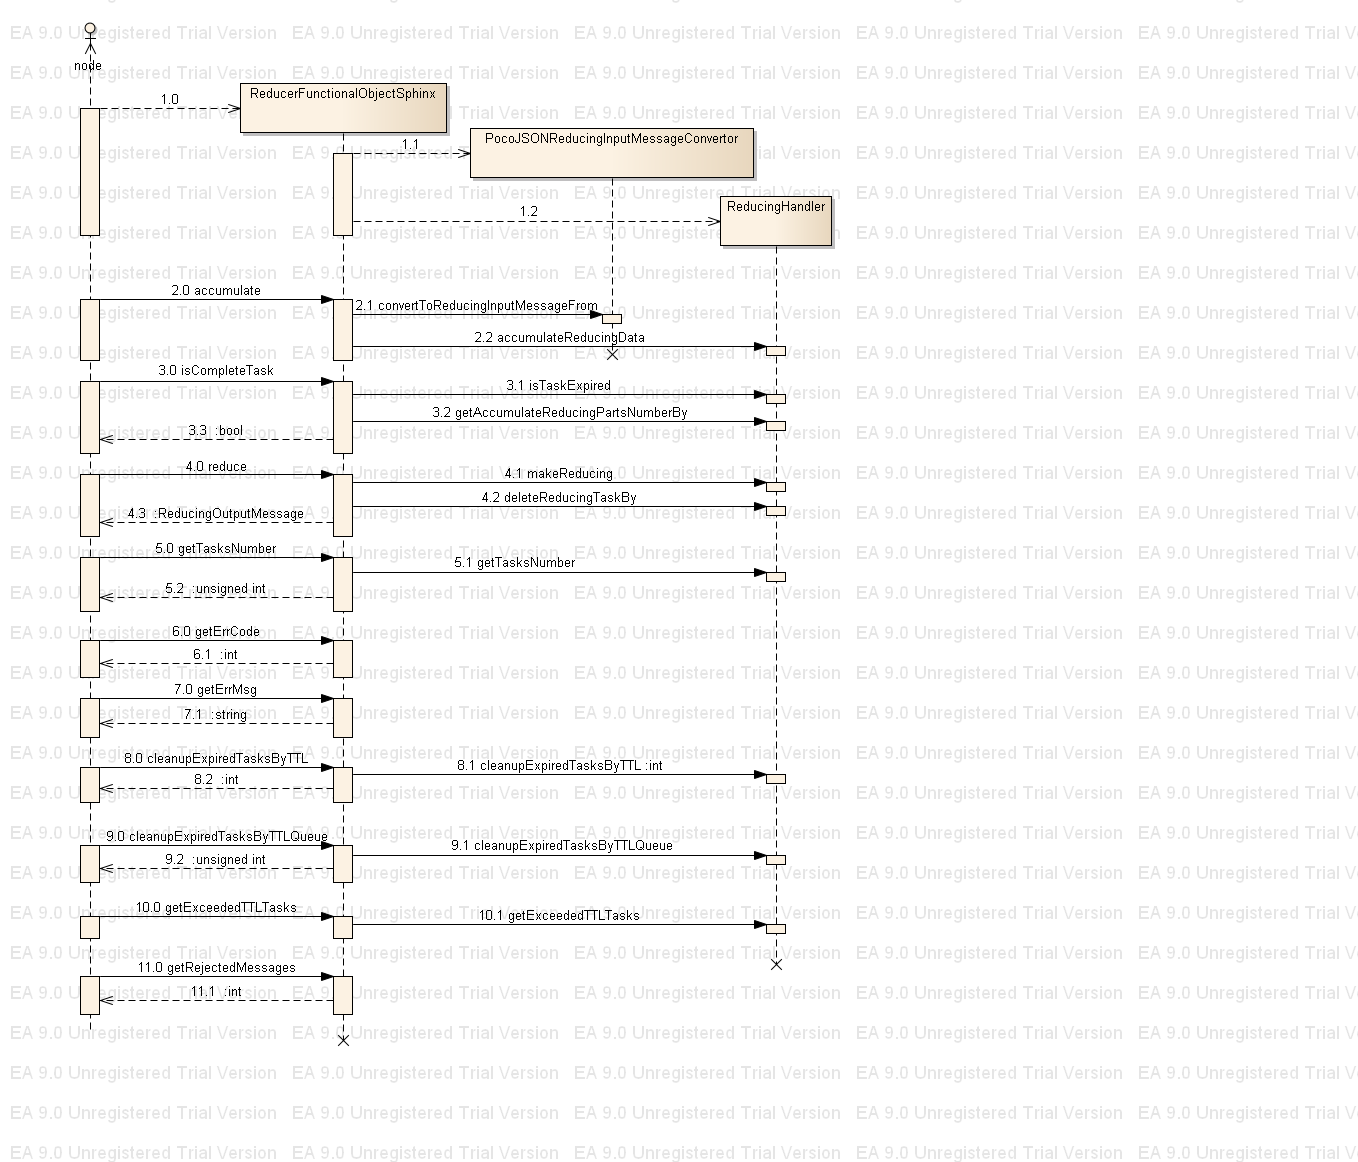 node
1.0
ReducerFunctionalObjectSphinx
1.1
PocoJSONReducingInputMessageConvertor
1.2
ReducingHandler
2.0 accumulate
2.1 convertToReducingInputMessageFrom
2.2 accumulateReducingData
3.0 isCompleteTask
3.1 isTaskExpired
3.2 getAccumulateReducingPartsNumberBy
3.3 :bool
4.0 reduce
4.1 makeReducing
4.2 deleteReducingTaskBy
4.3 :ReducingOutputMessage
5.0 getTasksNumber
5.1 getTasksNumber
5.2 :unsigned int
6.0 getErrCode
6.1 :int
7.0 getErrMsg
7.1 :string
8.0 cleanupExpiredTasksByTTL
8.1 cleanupExpiredTasksByTTL :int
8.2 :int
9.0 cleanupExpiredTasksByTTLQueue
9.1 cleanupExpiredTasksByTTLQueue
9.2 :unsigned int
10.0 getExceededTTLTasks
10.1 getExceededTTLTasks
11.0 getRejectedMessages
11.1 :int
EA 9.0 Unregistered Trial Version